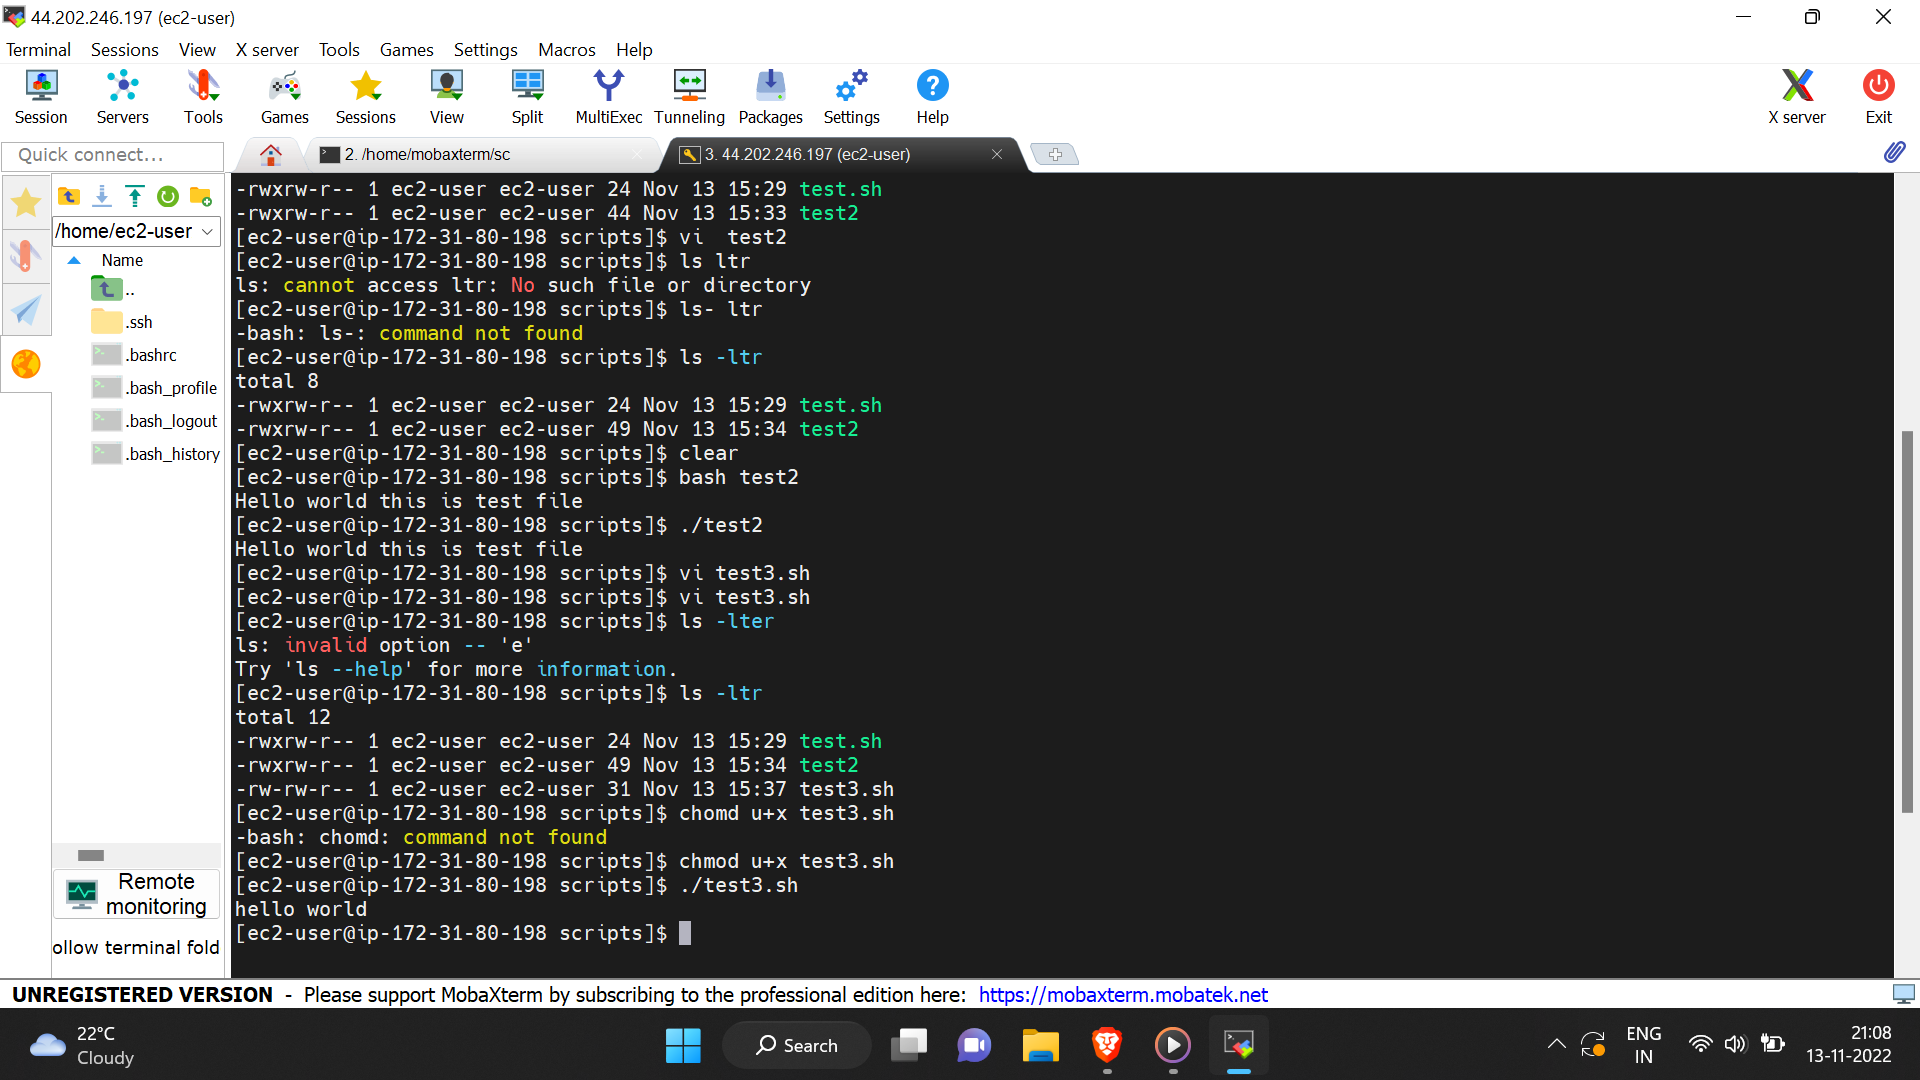 44.202.246.197 (ec2-user)
Terminal Sessions View X server Tools Games Settings Macros Help
Session Servers Tools Games Sessions View Split MultiExec Tunneling Packages Settings Help X server Exit
Quick connect...
2. /home/mobaxterm/sc
3. 44.202.246.197 (ec2-user)
/home/ec2-user
Name
..
.ssh
.bashrc
.bash_profile
.bash_logout
.bash_history
Remote
monitoring
ollow terminal fold
-rwxrw-r-- 1 ec2-user ec2-user 24 Nov 13 15:29 test.sh
-rwxrw-r-- 1 ec2-user ec2-user 44 Nov 13 15:33 test2
[ec2-user@ip-172-31-80-198 scripts]$ vi  test2
[ec2-user@ip-172-31-80-198 scripts]$ ls ltr
ls: cannot access ltr: No such file or directory
[ec2-user@ip-172-31-80-198 scripts]$ ls- ltr
-bash: ls-: command not found
[ec2-user@ip-172-31-80-198 scripts]$ ls -ltr
total 8
-rwxrw-r-- 1 ec2-user ec2-user 24 Nov 13 15:29 test.sh
-rwxrw-r-- 1 ec2-user ec2-user 49 Nov 13 15:34 test2
[ec2-user@ip-172-31-80-198 scripts]$ clear
[ec2-user@ip-172-31-80-198 scripts]$ bash test2
Hello world this is test file
[ec2-user@ip-172-31-80-198 scripts]$ ./test2
Hello world this is test file
[ec2-user@ip-172-31-80-198 scripts]$ vi test3.sh
[ec2-user@ip-172-31-80-198 scripts]$ vi test3.sh
[ec2-user@ip-172-31-80-198 scripts]$ ls -lter
ls: invalid option -- 'e'
Try 'ls --help' for more information.
[ec2-user@ip-172-31-80-198 scripts]$ ls -ltr
total 12
-rwxrw-r-- 1 ec2-user ec2-user 24 Nov 13 15:29 test.sh
-rwxrw-r-- 1 ec2-user ec2-user 49 Nov 13 15:34 test2
-rw-rw-r-- 1 ec2-user ec2-user 31 Nov 13 15:37 test3.sh
[ec2-user@ip-172-31-80-198 scripts]$ chomd u+x test3.sh
-bash: chomd: command not found
[ec2-user@ip-172-31-80-198 scripts]$ chmod u+x test3.sh
[ec2-user@ip-172-31-80-198 scripts]$ ./test3.sh
hello world
[ec2-user@ip-172-31-80-198 scripts]$
UNREGISTERED VERSION - Please support MobaXterm by subscribing to the professional edition here: https://mobaxterm.mobatek.net
22°C
Cloudy
Search
ENG
IN
21:08
13-11-2022